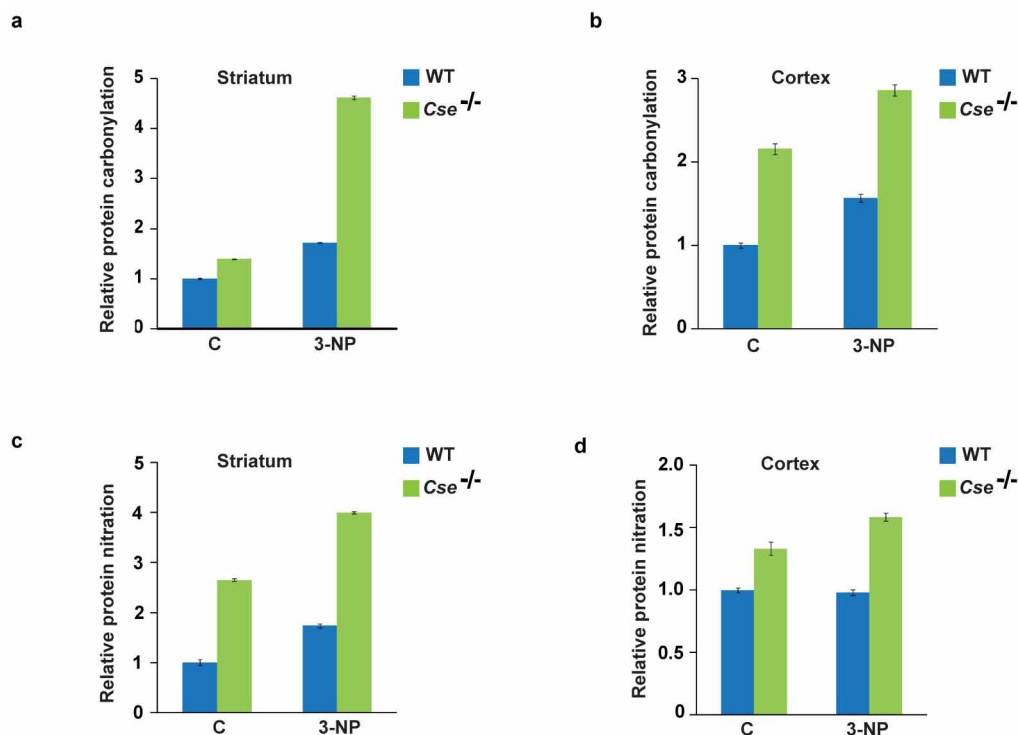 a
Striatum
WT
Cse -/-
Relative protein carbonylation
5
4
3
2
1
0
C 3-NP
b
Cortex
WT
Cse -/-
Relative protein carbonylation
3
2
1
0
C 3-NP
c
Striatum
WT
Cse -/-
Relative protein nitration
5
4
3
2
1
0
C 3-NP
d
Cortex
WT
Cse -/-
Relative protein nitration
2.0
1.5
1.0
0.5
0
C 3-NP